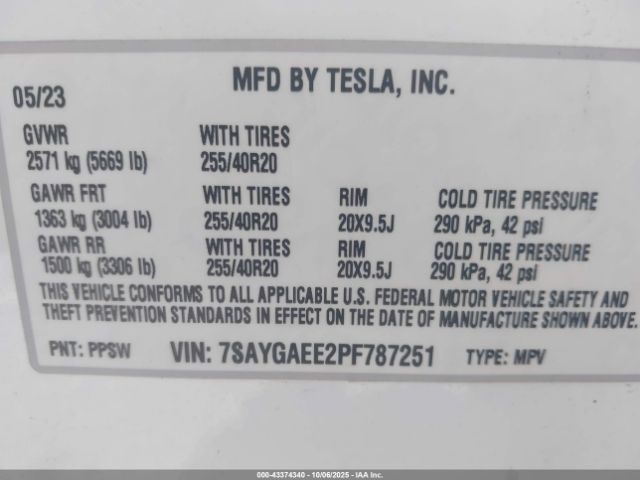 MFD BY TESLA, INC.
05/23
GVWR WITH TIRES
2571 kg (5669 lb) 255/40R20
GAWR FRT WITH TIRES RIM COLD TIRE PRESSURE
1363 kg (3004 lb) 255/40R20 20X9.5J 290 kPa, 42 psi
GAWR RR WITH TIRES RIM COLD TIRE PRESSURE
1500 kg (3306 lb) 255/40R20 20X9.5J 290 kPa, 42 psi
THIS VEHICLE CONFORMS TO ALL APPLICABLE U.S. FEDERAL MOTOR VEHICLE SAFETY AND
THEFT PREVENTION STANDARDS IN EFFECT ON THE DATE OF MANUFACTURE SHOWN ABOVE.
PNT: PPSW VIN: 7SAYGAEE2PF787251 TYPE: MPV
000-43374340 - 10/06/2025 - IAA Inc.